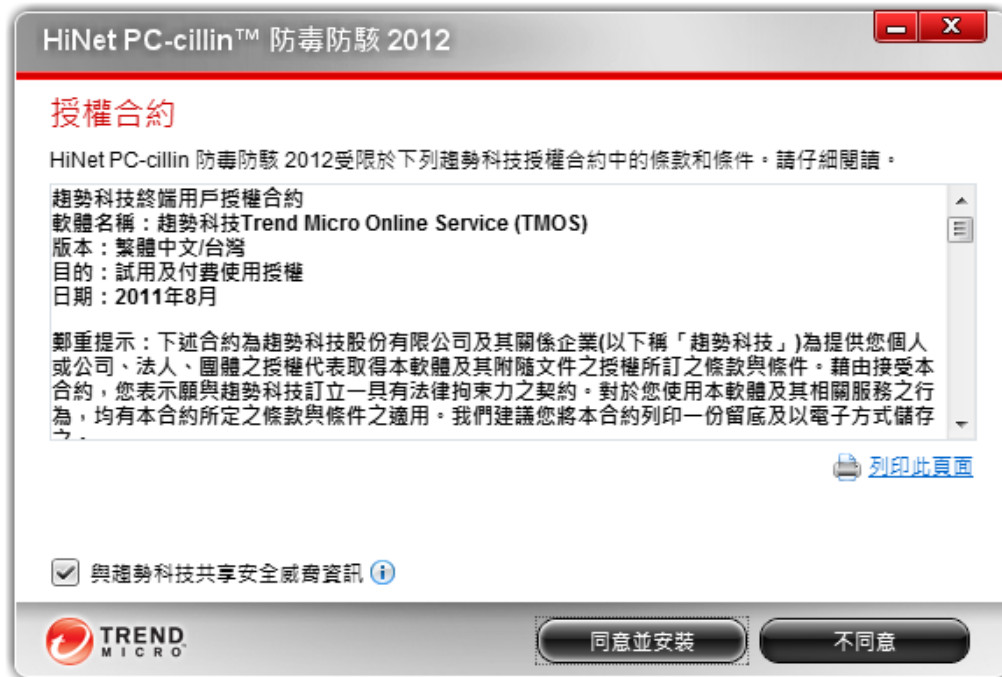 HiNet PC-cillin™ 防毒防駭 2012
授權合約
HiNet PC-cillin 防毒防駭 2012受限於下列趨勢科技授權合約中的條款和條件。請仔細閱讀。
趨勢科技終端用戶授權合約
軟體名稱：趨勢科技Trend Micro Online Service (TMOS)
版本：繁體中文/台灣
目的：試用及付費使用授權
日期：2011年8月
鄭重提示：下述合約為趨勢科技股份有限公司及其關係企業(以下稱「趨勢科技」)為提供您個人
或公司、法人、團體之授權代表取得本軟體及其附隨文件之授權所訂之條款與條件。藉由接受本
合約，您表示願與趨勢科技訂立一具有法律拘束力之契約。對於您使用本軟體及其相關服務之行
為，均有本合約所定之條款與條件之適用。我們建議您將本合約列印一份留底及以電子方式儲存
列印此頁面
與趨勢科技共享安全威脅資訊
TREND
MICRO
同意並安裝
不同意